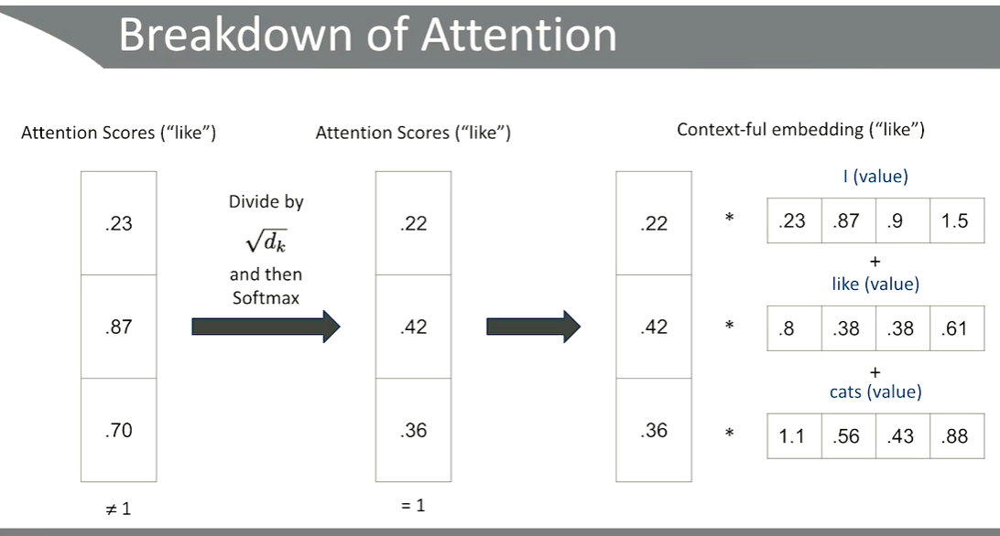 Breakdown of Attention
Attention Scores (“like”)
Attention Scores (“like”)
Context-ful embedding (“like”)
I (value)
Divide by
√dₖ
and then
Softmax
.23
.22
.22
*
.23 .87 .9 1.5
+
like (value)
.87
.42
.42
*
.8 .38 .38 .61
+
cats (value)
.70
.36
.36
*
1.1 .56 .43 .88
≠ 1
= 1